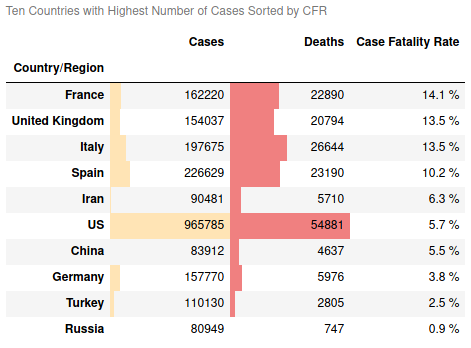 Ten Countries with Highest Number of Cases Sorted by CFR
Cases Deaths Case Fatality Rate
Country/Region
France 162220 22890 14.1 %
United Kingdom 154037 20794 13.5 %
Italy 197675 26644 13.5 %
Spain 226629 23190 10.2 %
Iran 90481 5710 6.3 %
US 965785 54881 5.7 %
China 83912 4637 5.5 %
Germany 157770 5976 3.8 %
Turkey 110130 2805 2.5 %
Russia 80949 747 0.9 %